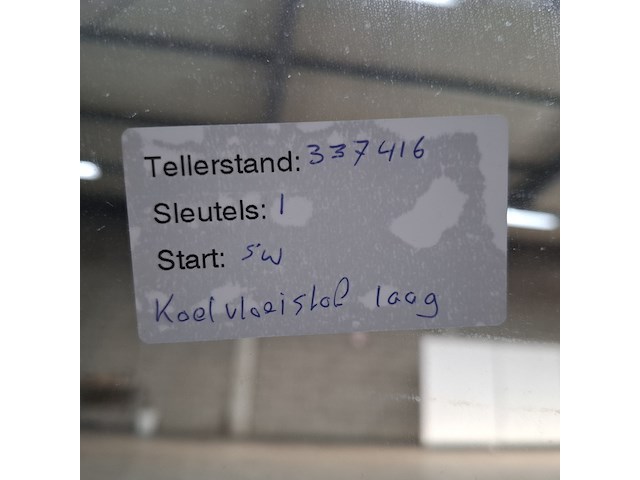 Tellerstand: 337416
Sleutels: 1
Start: sw
Koelvloeistof laag